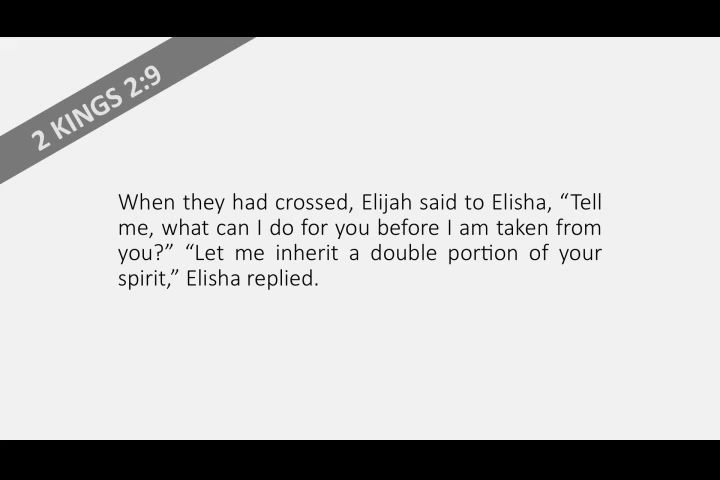 2 KINGS 2:9
When they had crossed, Elijah said to Elisha, “Tell
me, what can I do for you before I am taken from
you?” “Let me inherit a double portion of your
spirit,” Elisha replied.